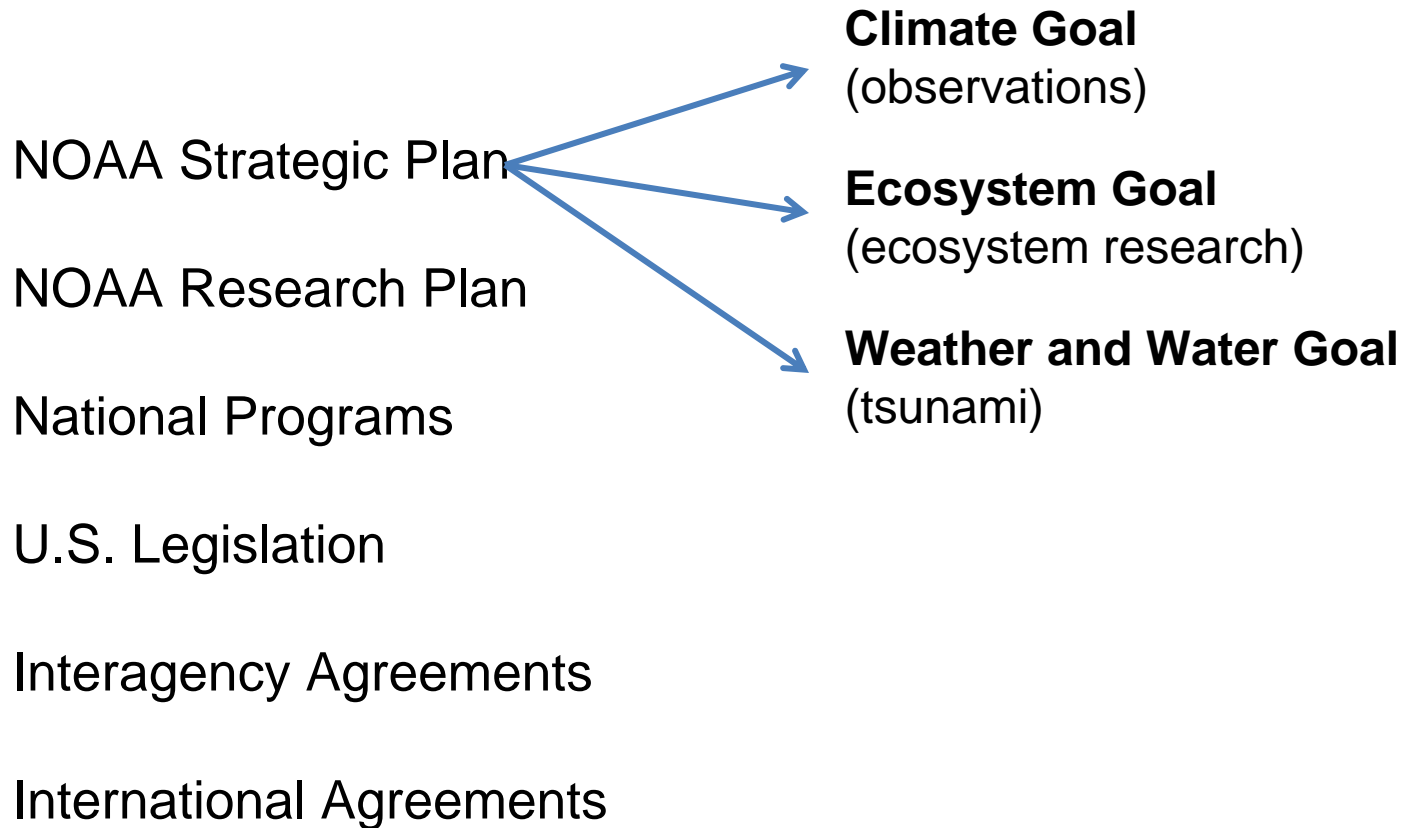 NOAA Strategic Plan
NOAA Research Plan
National Programs
U.S. Legislation
Interagency Agreements
International Agreements
Climate Goal
(observations)
Ecosystem Goal
(ecosystem research)
Weather and Water Goal
(tsunami)